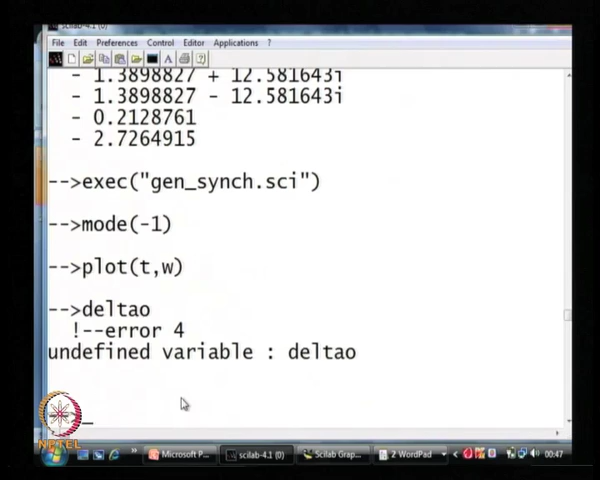 scilab-4.1 (0)
File Edit Preferences Control Editor Applications ?
- 1.3898827 + 12.581643i
- 1.3898827 - 12.581643i
- 0.2128761
- 2.7264915
-->exec("gen_synch.sci")
-->mode(-1)
-->plot(t,w)
-->deltao
!--error 4
undefined variable : deltao
NPTEL
Microsoft P... scilab-4.1 (0) Scilab Grap... 2 WordPad 00:47